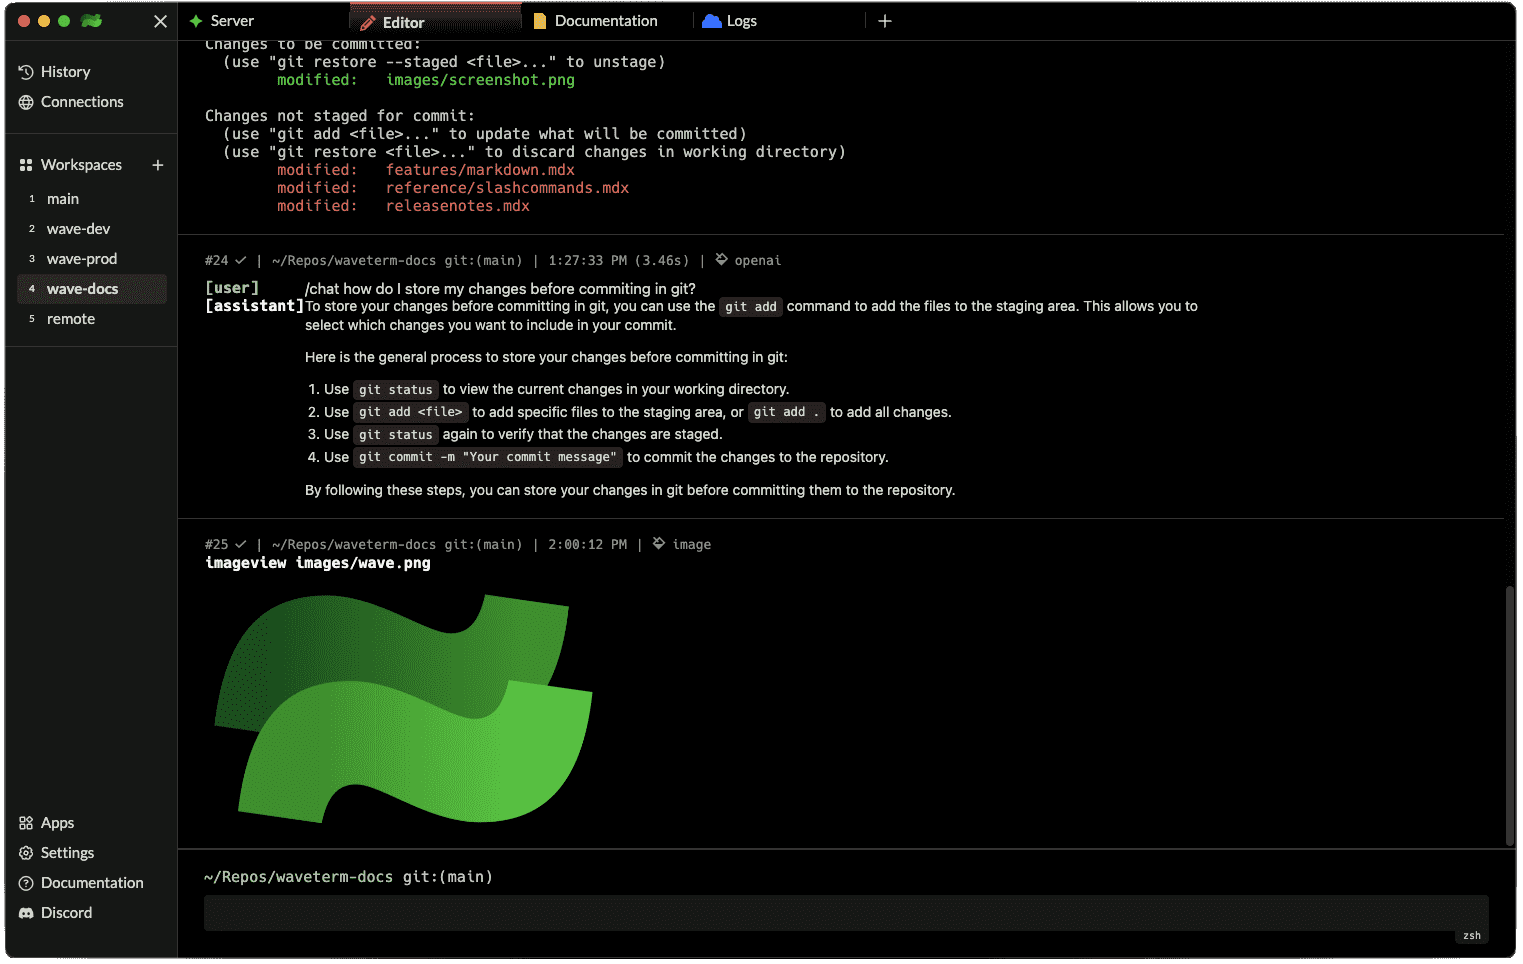 Server
Editor
Documentation
Logs
History
Connections
Workspaces
1 main
2 wave-dev
3 wave-prod
4 wave-docs
5 remote
Apps
Settings
Documentation
Discord
Changes to be committed:
(use "git restore --staged <file>..." to unstage)
modified: images/screenshot.png
Changes not staged for commit:
(use "git add <file>..." to update what will be committed)
(use "git restore <file>..." to discard changes in working directory)
modified: features/markdown.mdx
modified: reference/slashcommands.mdx
modified: releasenotes.mdx
#24 ✓ | ~/Repos/waveterm-docs git:(main) | 1:27:33 PM (3.46s) | openai
[user] /chat how do I store my changes before commiting in git?
[assistant] To store your changes before committing in git, you can use the git add command to add the files to the staging area. This allows you to
select which changes you want to include in your commit.
Here is the general process to store your changes before committing in git:
1. Use git status to view the current changes in your working directory.
2. Use git add <file> to add specific files to the staging area, or git add . to add all changes.
3. Use git status again to verify that the changes are staged.
4. Use git commit -m "Your commit message" to commit the changes to the repository.
By following these steps, you can store your changes in git before committing them to the repository.
#25 ✓ | ~/Repos/waveterm-docs git:(main) | 2:00:12 PM | image
imageview images/wave.png
~/Repos/waveterm-docs git:(main)
zsh